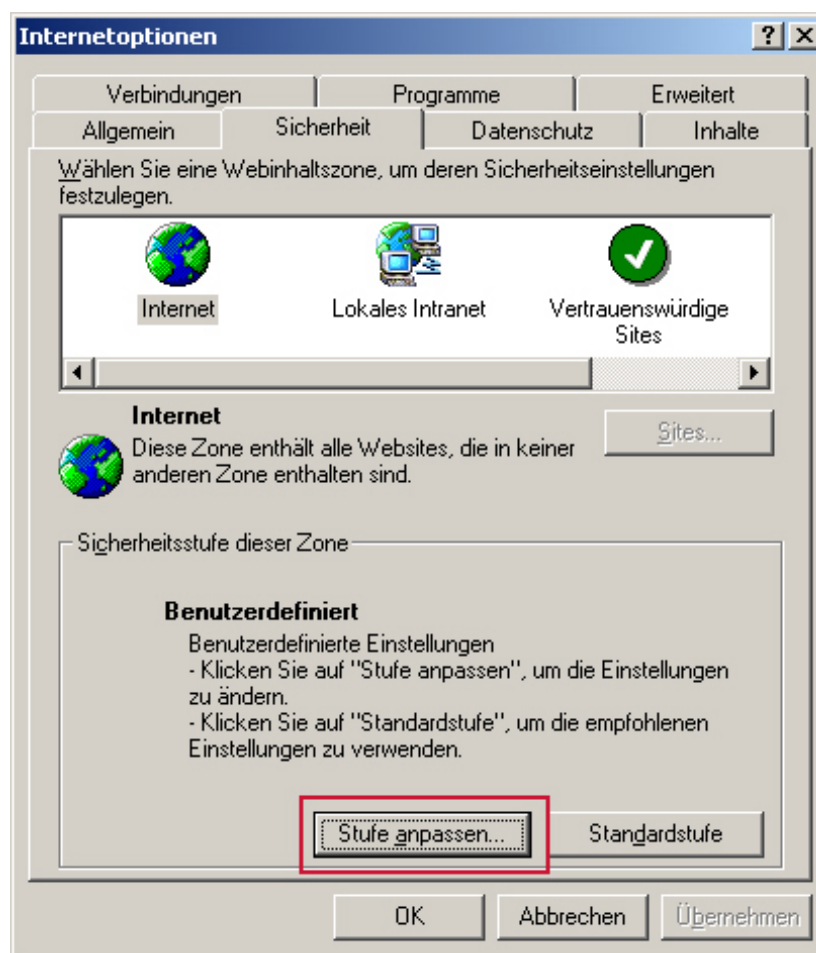 Internetoptionen
Verbindungen Programme Erweitert
Allgemein Sicherheit Datenschutz Inhalte
Wählen Sie eine Webinhaltszone, um deren Sicherheitseinstellungen
festzulegen.
Internet Lokales Intranet Vertrauenswürdige
Sites
Internet
Sites...
Diese Zone enthält alle Websites, die in keiner
anderen Zone enthalten sind.
Sicherheitsstufe dieser Zone
Benutzerdefiniert
Benutzerdefinierte Einstellungen
- Klicken Sie auf "Stufe anpassen", um die Einstellungen
zu ändern.
- Klicken Sie auf "Standardstufe", um die empfohlenen
Einstellungen zu verwenden.
Stufe anpassen... Standardstufe
OK Abbrechen Übernehmen